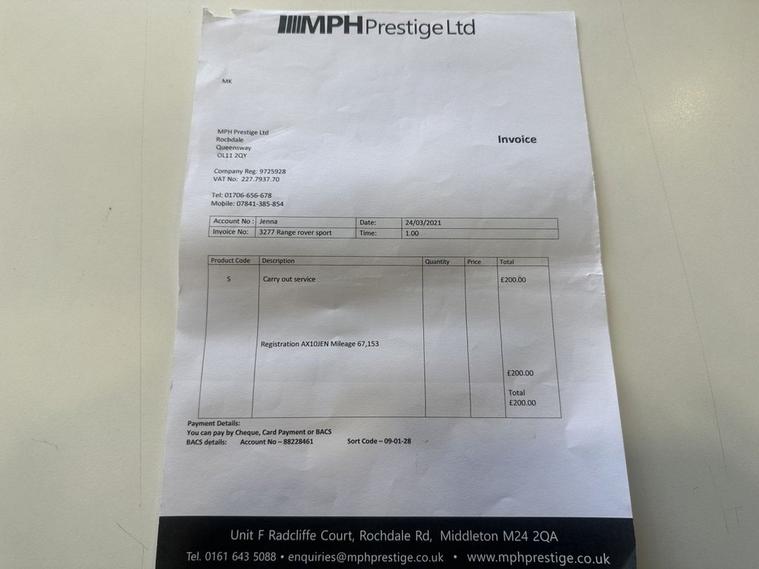 MPH Prestige Ltd
MK
MPH Prestige Ltd
Rochdale
Queensway
OL11 2QY
Invoice
Company Reg: 9725928
VAT No: 227.7937.70
Tel: 01706-656-678
Mobile: 07841-385-854
Account No : Jenna Date: 24/03/2021
Invoice No: 3277 Range rover sport Time: 1.00
Product Code Description Quantity Price Total
S Carry out service £200.00
Registration AX10JEN Mileage 67,153
£200.00
Total
£200.00
Payment Details:
You can pay by Cheque, Card Payment or BACS
BACS details: Account No – 88228461 Sort Code – 09-01-28
Unit F Radcliffe Court, Rochdale Rd, Middleton M24 2QA
Tel. 0161 643 5088 • enquiries@mphprestige.co.uk • www.mphprestige.co.uk